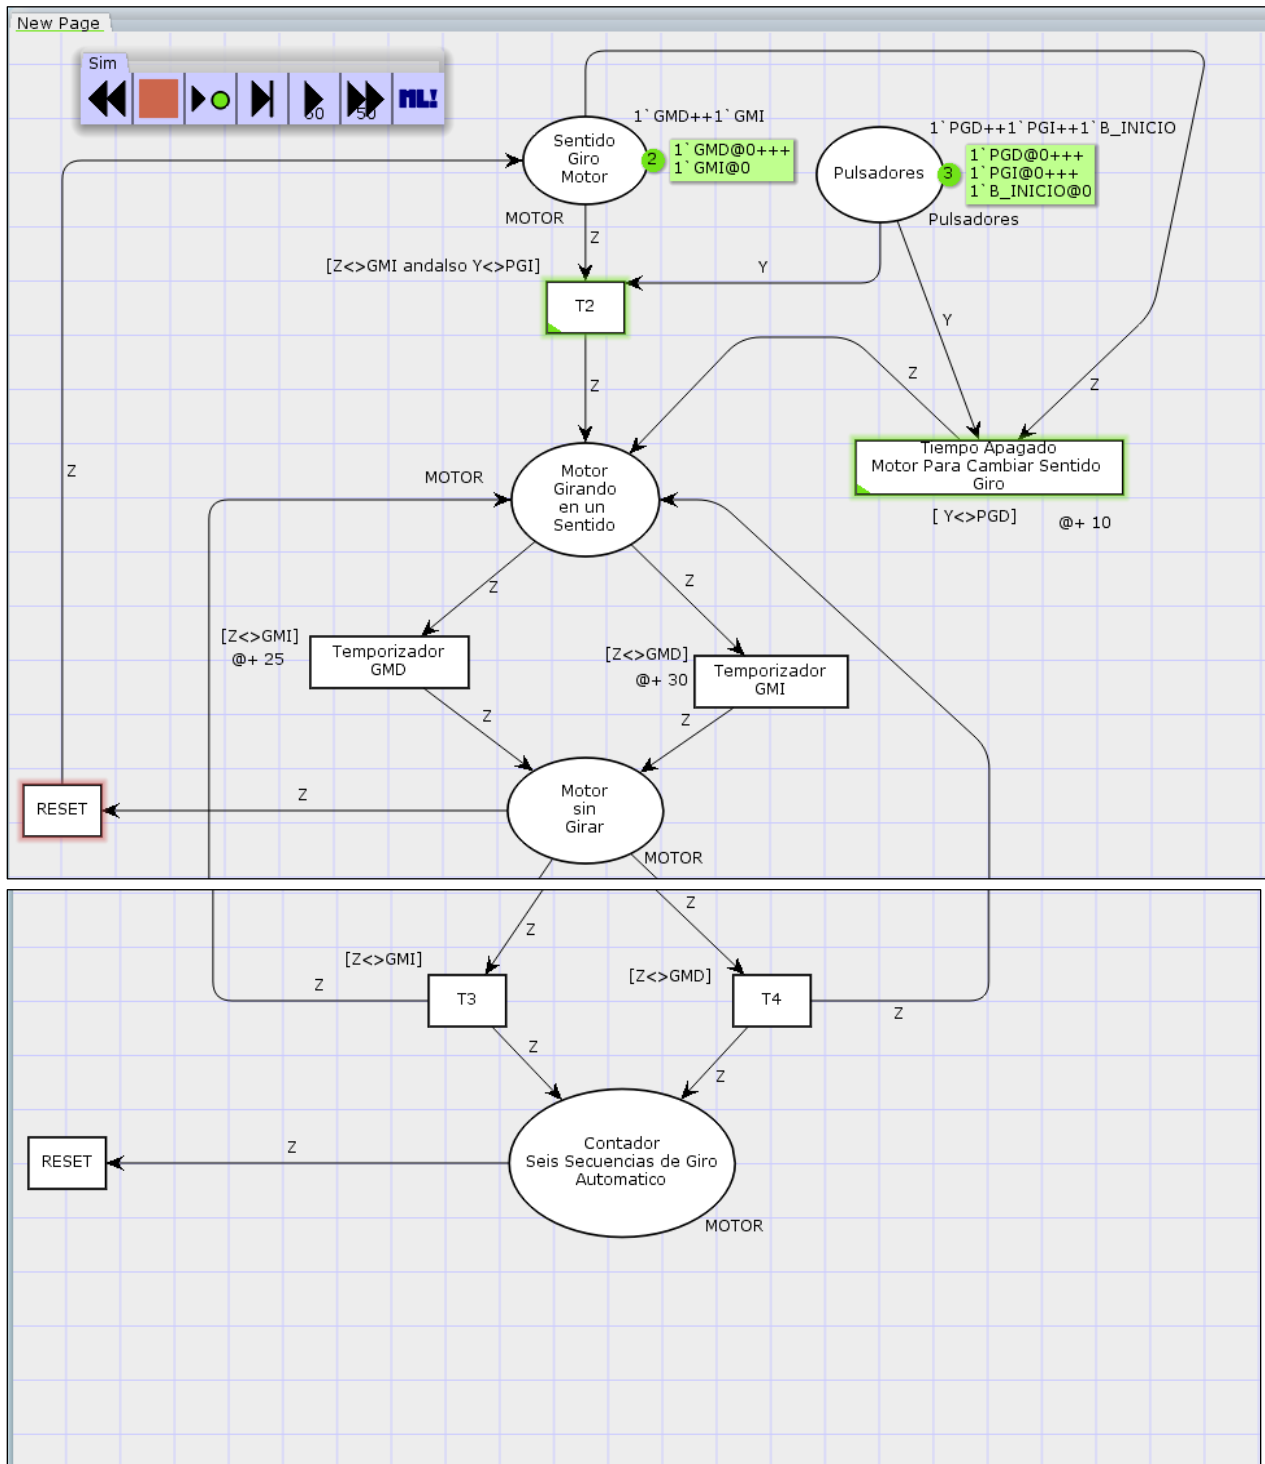 New Page
Sim
50
ML!
1`GMD++1`GMI
Sentido
Giro
Motor
2
1`GMD@0+++
1`GMI@0
MOTOR
1`PGD++1`PGI++1`B_INICIO
Pulsadores
3
1`PGD@0+++
1`PGI@0+++
1`B_INICIO@0
Pulsadores
Z
[Z<>GMI andalso Y<>PGI]
Y
T2
Y
Z
Z
Z
Tiempo Apagado
Motor Para Cambiar Sentido
Giro
[ Y<>PGD]
@+ 10
Z
MOTOR
Motor
Girando
en un
Sentido
Z
Z
[Z<>GMI]
@+ 25
Temporizador
GMD
[Z<>GMD]
@+ 30
Temporizador
GMI
Z
Z
RESET
Z
Motor
sin
Girar
MOTOR
Z
Z
[Z<>GMI]
[Z<>GMD]
Z
T3
T4
Z
Z
Z
Contador
Seis Secuencias de Giro
Automatico
MOTOR
RESET
Z